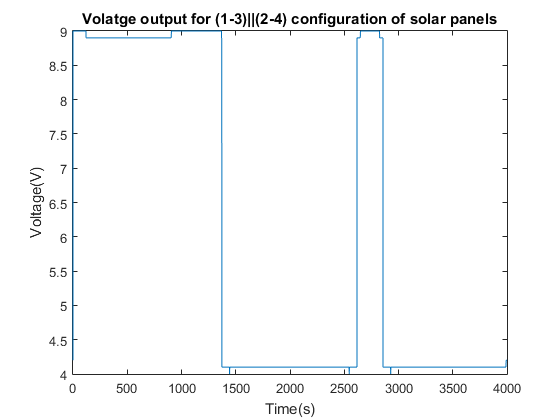 Volatge output for (1-3)||(2-4) configuration of solar panels
9
8.5
8
7.5
7
6.5
6
5.5
5
4.5
4
Voltage(V)
0 500 1000 1500 2000 2500 3000 3500 4000
Time(s)